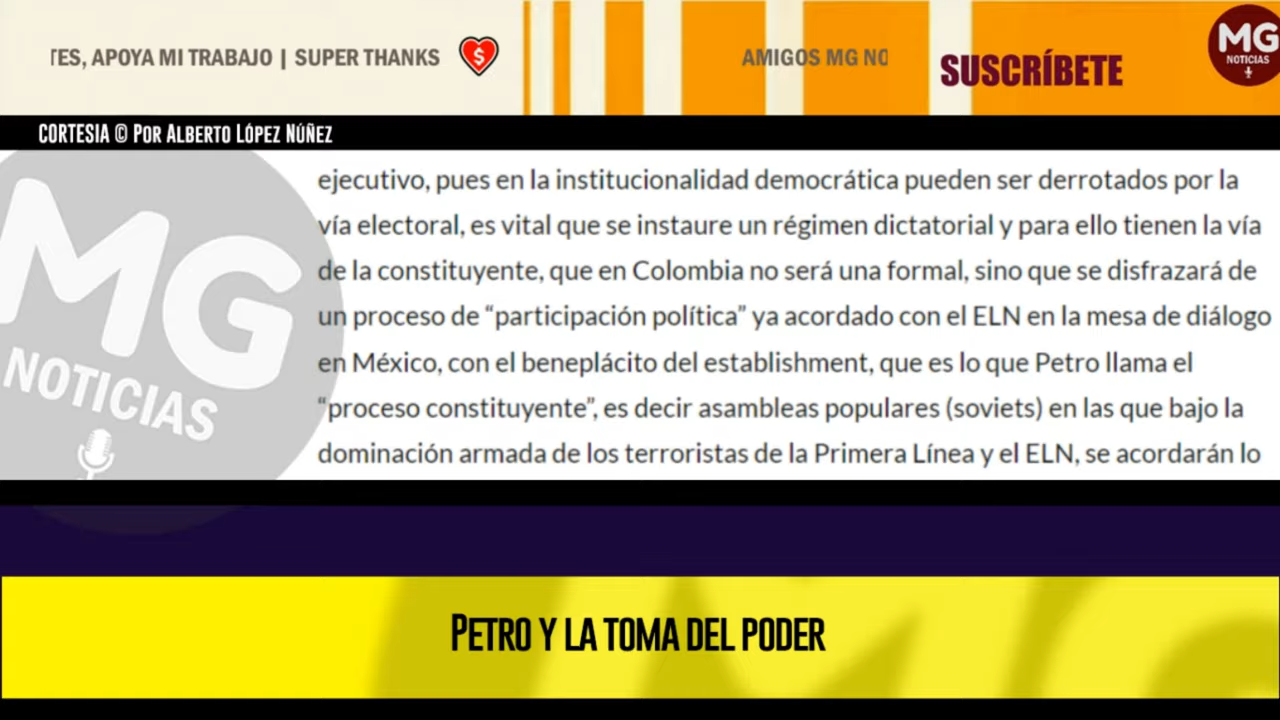 APOYA MI TRABAJO | SUPER THANKS
AMIGOS MG
SUSCRÍBETE
MG
NOTICIAS
CORTESIA © POR ALBERTO LÓPEZ NÚÑEZ
ejecutivo, pues en la institucionalidad democrática pueden ser derrotados por la
vía electoral, es vital que se instaure un régimen dictatorial y para ello tienen la vía
de la constituyente, que en Colombia no será una formal, sino que se disfrazará de
un proceso de “participación política” ya acordado con el ELN en la mesa de diálogo
en México, con el beneplácito del establishment, que es lo que Petro llama el
“proceso constituyente”, es decir asambleas populares (soviets) en las que bajo la
dominación armada de los terroristas de la Primera Línea y el ELN, se acordarán lo
MG
NOTICIAS
PETRO Y LA TOMA DEL PODER